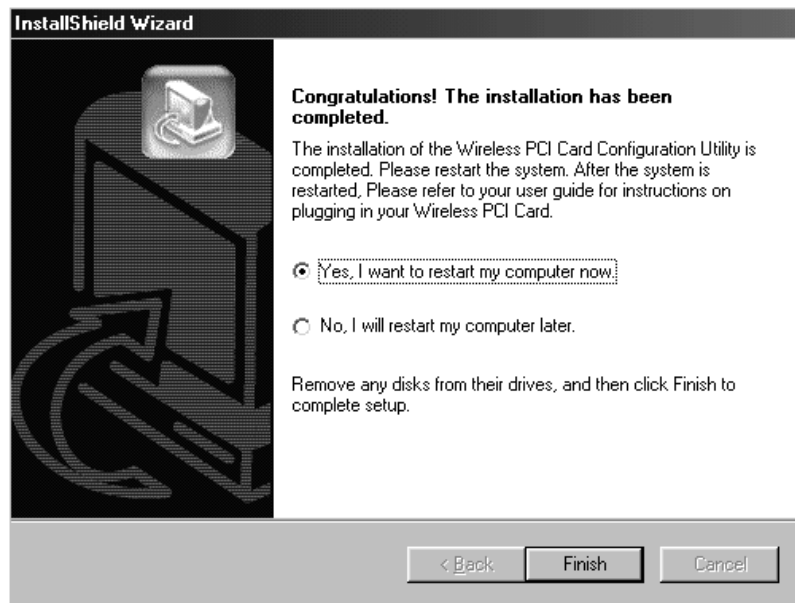 InstallShield Wizard
Congratulations! The installation has been
completed.
The installation of the Wireless PCI Card Configuration Utility is
completed. Please restart the system. After the system is
restarted, Please refer to your user guide for instructions on
plugging in your Wireless PCI Card.
Yes, I want to restart my computer now.
No, I will restart my computer later.
Remove any disks from their drives, and then click Finish to
complete setup.
< Back
Finish
Cancel